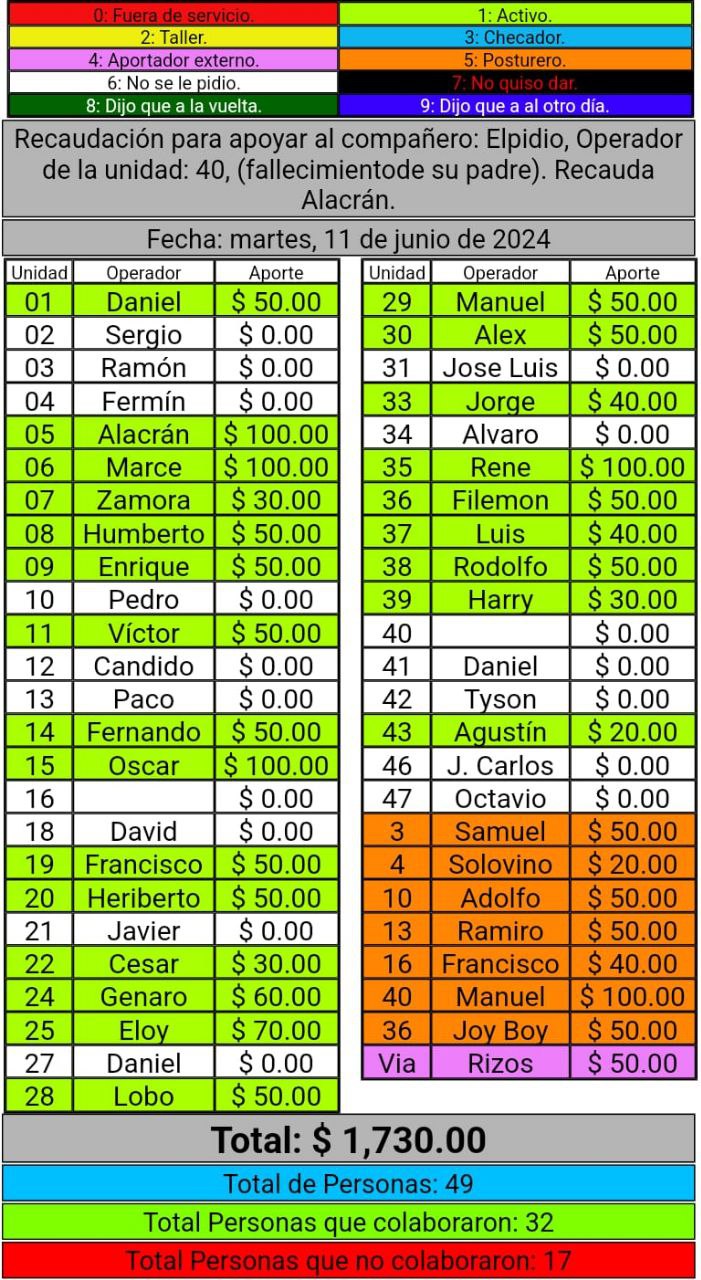 0: Fuera de servicio. 1: Activo.
2: Taller. 3: Checador.
4: Aportador externo. 5: Posturero.
6: No se le pidio. 7: No quiso dar.
8: Dijo que a la vuelta. 9: Dijo que a al otro día.
Recaudación para apoyar al compañero: Elpidio, Operador
de la unidad: 40, (fallecimientode su padre). Recauda
Alacrán.
Fecha: martes, 11 de junio de 2024
Unidad Operador Aporte
01 Daniel $ 50.00
02 Sergio $ 0.00
03 Ramón $ 0.00
04 Fermín $ 0.00
05 Alacrán $ 100.00
06 Marce $ 100.00
07 Zamora $ 30.00
08 Humberto $ 50.00
09 Enrique $ 50.00
10 Pedro $ 0.00
11 Víctor $ 50.00
12 Candido $ 0.00
13 Paco $ 0.00
14 Fernando $ 50.00
15 Oscar $ 100.00
16 $ 0.00
18 David $ 0.00
19 Francisco $ 50.00
20 Heriberto $ 50.00
21 Javier $ 0.00
22 Cesar $ 30.00
24 Genaro $ 60.00
25 Eloy $ 70.00
27 Daniel $ 0.00
28 Lobo $ 50.00
Unidad Operador Aporte
29 Manuel $ 50.00
30 Alex $ 50.00
31 Jose Luis $ 0.00
33 Jorge $ 40.00
34 Alvaro $ 0.00
35 Rene $ 100.00
36 Filemon $ 50.00
37 Luis $ 40.00
38 Rodolfo $ 50.00
39 Harry $ 30.00
40 $ 0.00
41 Daniel $ 0.00
42 Tyson $ 0.00
43 Agustín $ 20.00
46 J. Carlos $ 0.00
47 Octavio $ 0.00
3 Samuel $ 50.00
4 Solovino $ 20.00
10 Adolfo $ 50.00
13 Ramiro $ 50.00
16 Francisco $ 40.00
40 Manuel $ 100.00
36 Joy Boy $ 50.00
Via Rizos $ 50.00
Total: $ 1,730.00
Total de Personas: 49
Total Personas que colaboraron: 32
Total Personas que no colaboraron: 17